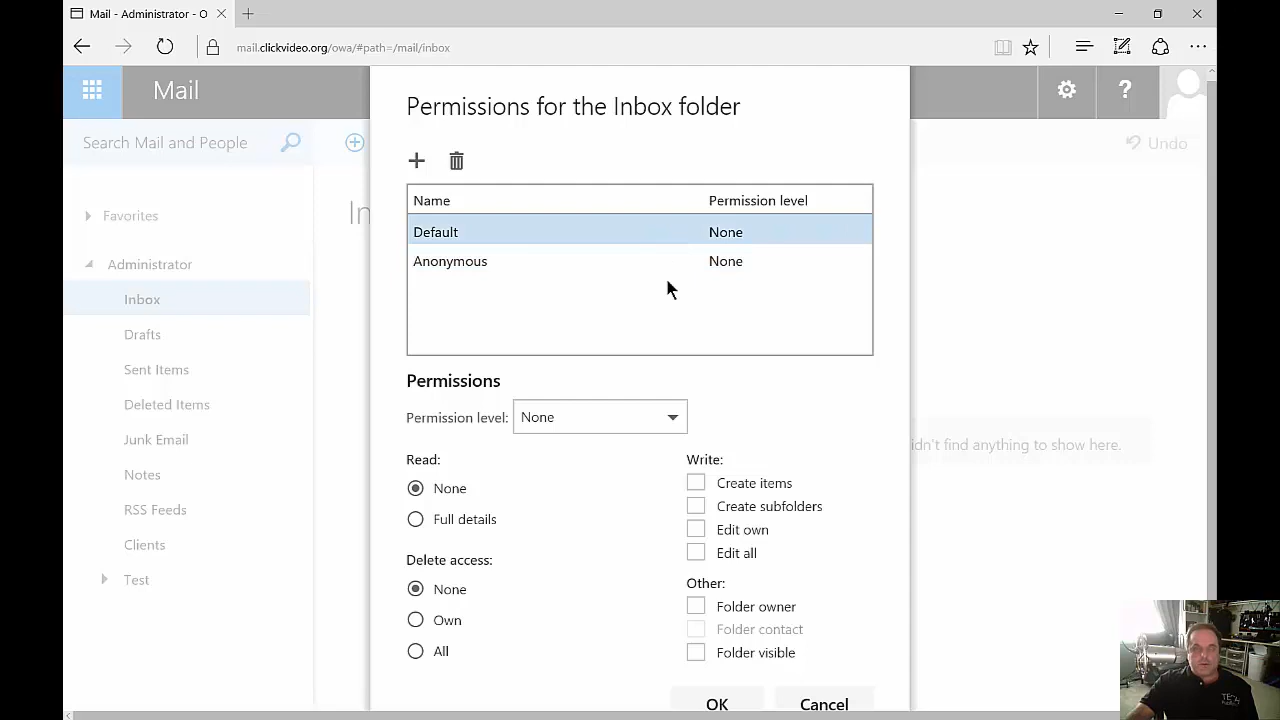 Mail - Administrator - O
mail.clickvideo.org/owa/#path=/mail/inbox
Mail
?
Search Mail and People
Undo
Favorites
Administrator
Inbox
Drafts
Sent Items
Deleted Items
Junk Email
Notes
RSS Feeds
Clients
Test
In
Permissions for the Inbox folder
Name Permission level
Default None
Anonymous None
Permissions
Permission level: None
Read:
None
Full details
Delete access:
None
Own
All
Write:
Create items
Create subfolders
Edit own
Edit all
Other:
Folder owner
Folder contact
Folder visible
OK Cancel
idn't find anything to show here.